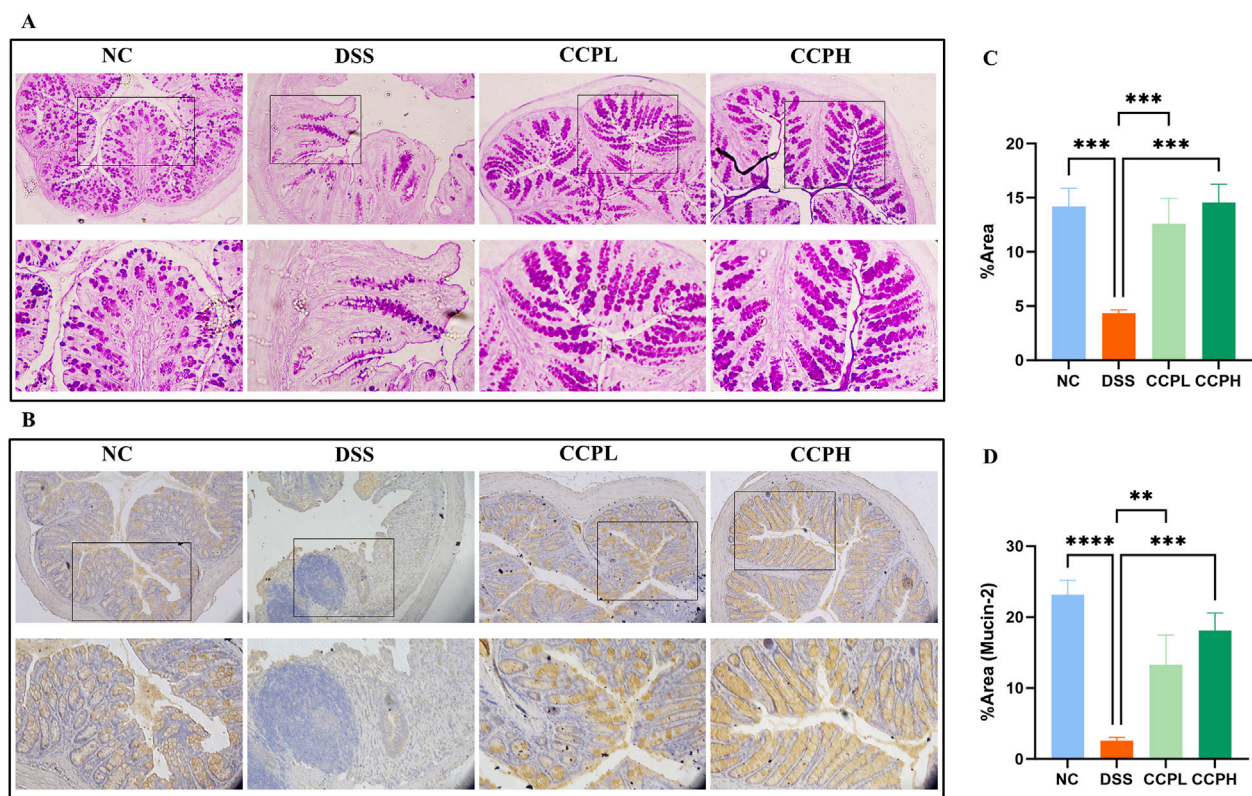 A
NC DSS CCPL CCPH
B
NC DSS CCPL CCPH
C
***
*** ***
20
15
10
5
0
%Area
NC DSS CCPL CCPH
D
**
**** ***
30
20
10
0
%Area (Mucin-2)
NC DSS CCPL CCPH